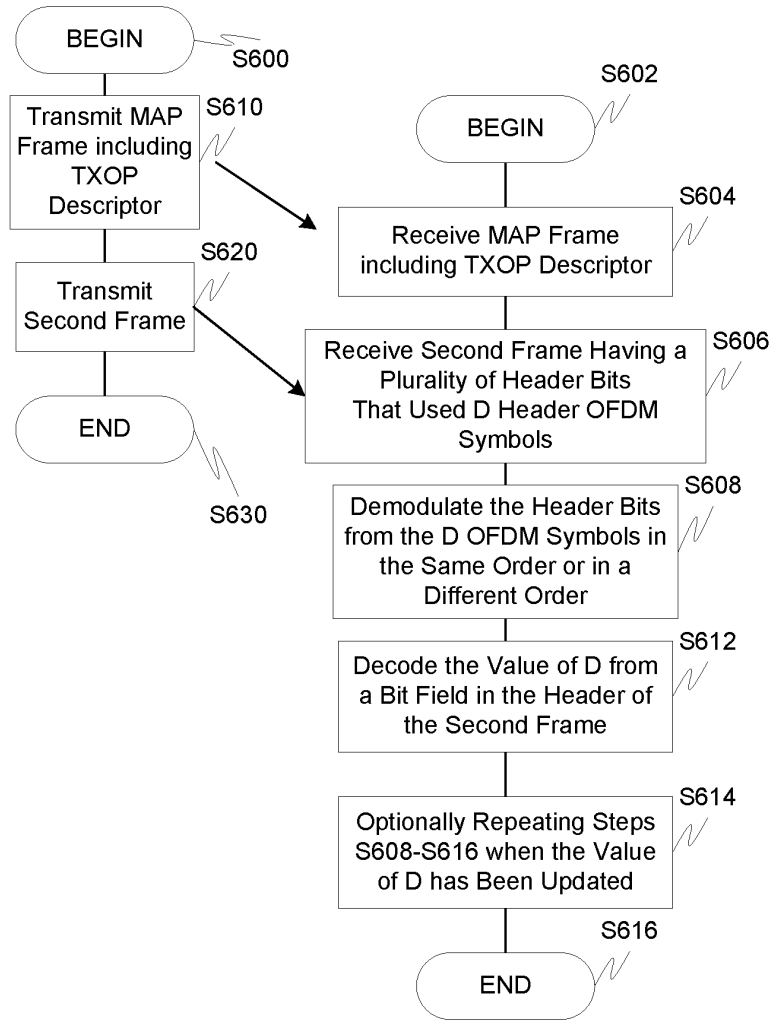 BEGIN
S600
Transmit MAP
Frame including
TXOP
Descriptor
S610
Transmit
Second Frame
S620
END
S630
BEGIN
S602
Receive MAP Frame
including TXOP Descriptor
S604
Receive Second Frame Having a
Plurality of Header Bits
That Used D Header OFDM
Symbols
S606
Demodulate the Header Bits
from the D OFDM Symbols in
the Same Order or in a
Different Order
S608
Decode the Value of D from
a Bit Field in the Header of
the Second Frame
S612
Optionally Repeating Steps
S608-S616 when the Value
of D has Been Updated
S614
END
S616